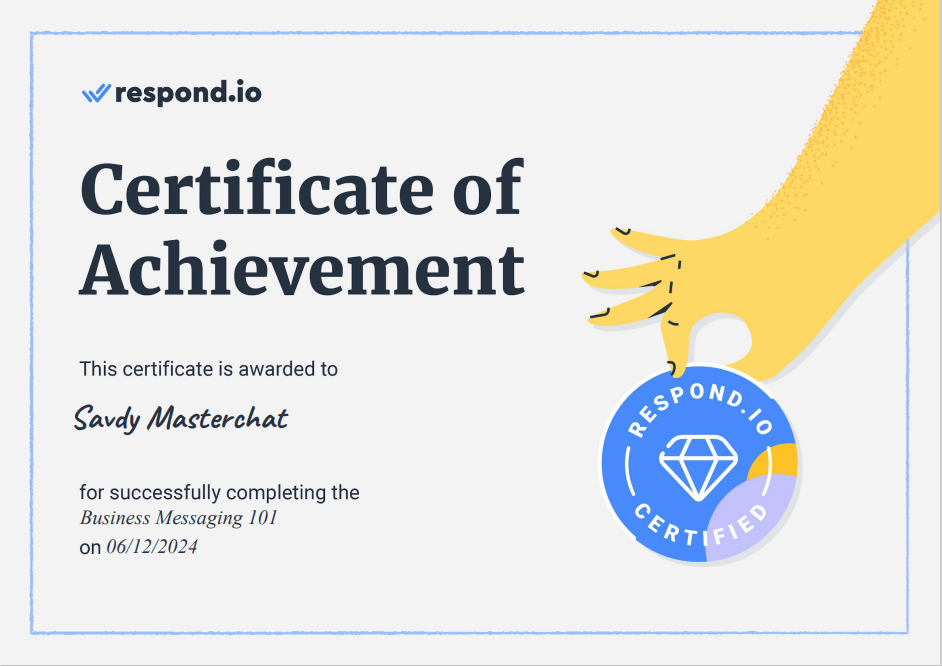 respond.io
Certificate of
Achievement
This certificate is awarded to
Savdy Masterchat
for successfully completing the
Business Messaging 101
on 06/12/2024
RESPOND.IO
CERTIFIED